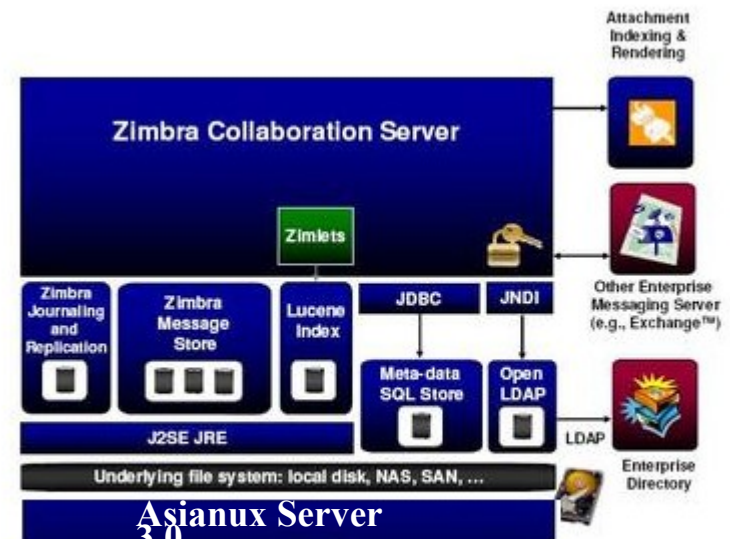 Attachment
Indexing &
Rendering
Zimbra Collaboration Server
Zimlets
Other Enterprise
Messaging Server
(e.g., Exchange™)
Zimbra
Journaling
and
Replication
Zimbra
Message
Store
Lucene
Index
JDBC
JNDI
Meta-data
SQL Store
Open
LDAP
LDAP
Enterprise
Directory
J2SE JRE
Underlying file system: local disk, NAS, SAN, ...
Asianux Server
3.0